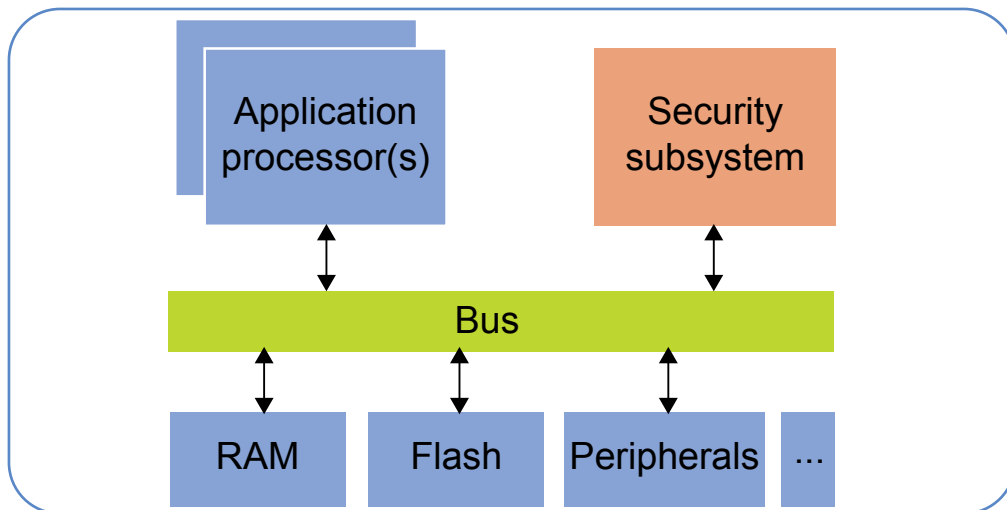 Application
processor(s)
Security
subsystem
Bus
RAM
Flash
Peripherals
...